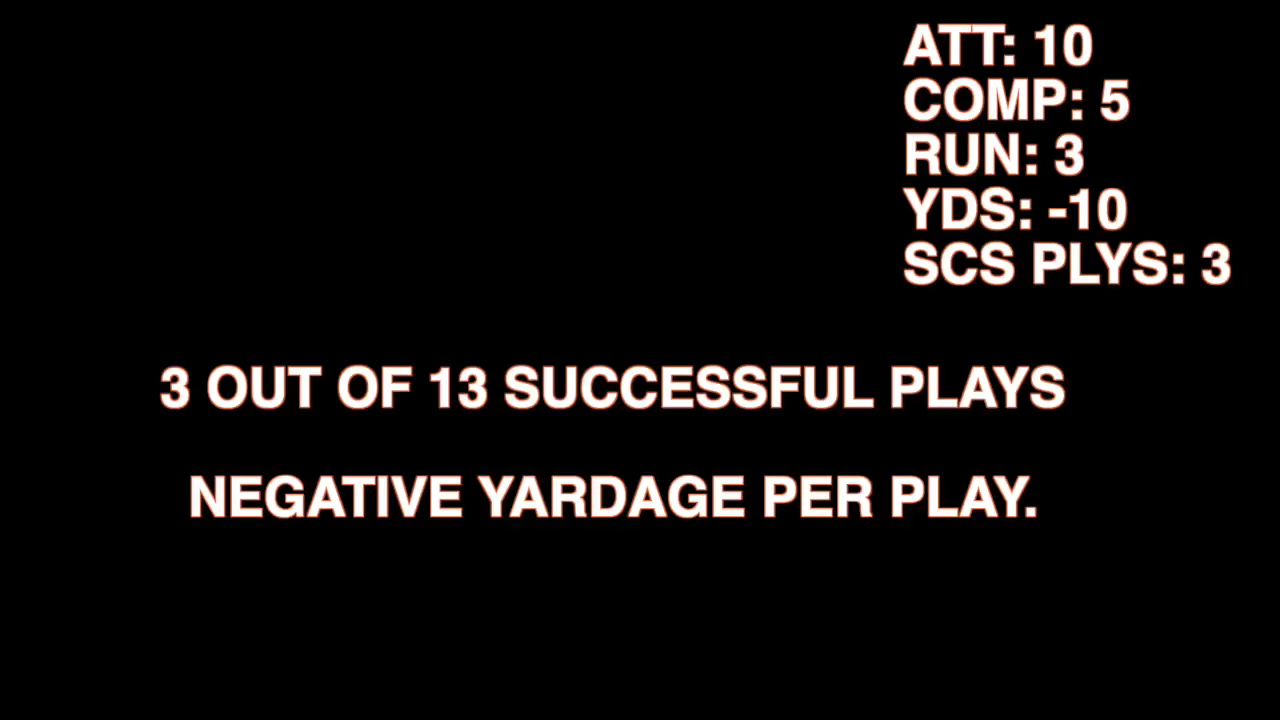 ATT: 10
COMP: 5
RUN: 3
YDS: -10
SCS PLYS: 3
3 OUT OF 13 SUCCESSFUL PLAYS
NEGATIVE YARDAGE PER PLAY.